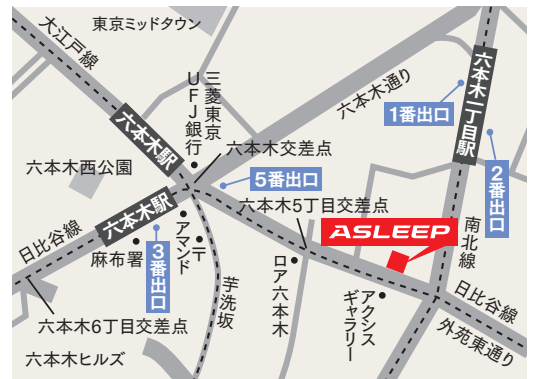 東京ミッドタウン
大江戸線
三菱東京
UFJ銀行
六本木通り
六本木一丁目駅
1番出口
2番出口
六本木駅
六本木交差点
六本木西公園
5番出口
六本木駅
六本木5丁目交差点
日比谷線
ASLEEP
南北線
アマンド
〒
麻布署
3番出口
芋洗坂
ロア六本木
アクシス
ギャラリー
日比谷線
外苑東通り
六本木6丁目交差点
六本木ヒルズ